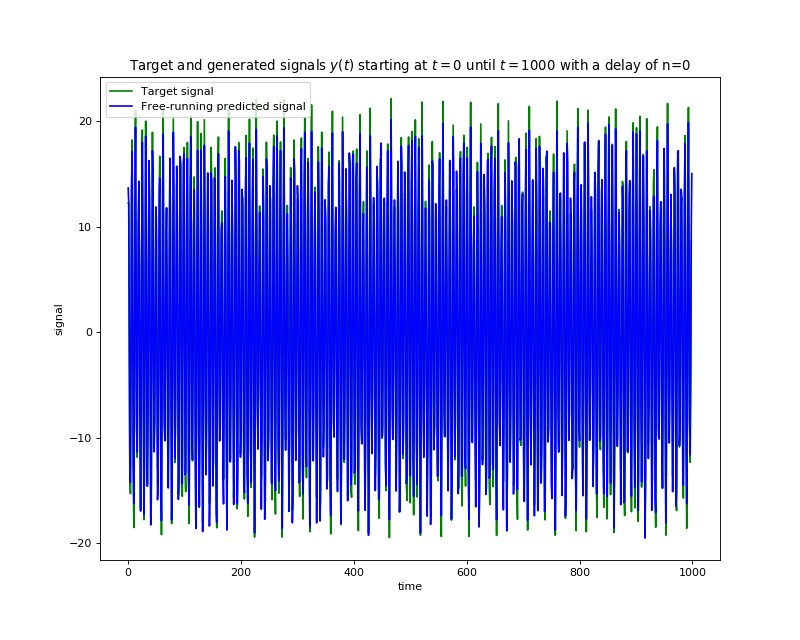 Target and generated signals y(t) starting at t = 0 until t = 1000 with a delay of n=0
Target signal
Free-running predicted signal
20
10
0
−10
−20
signal
0 200 400 600 800 1000
time